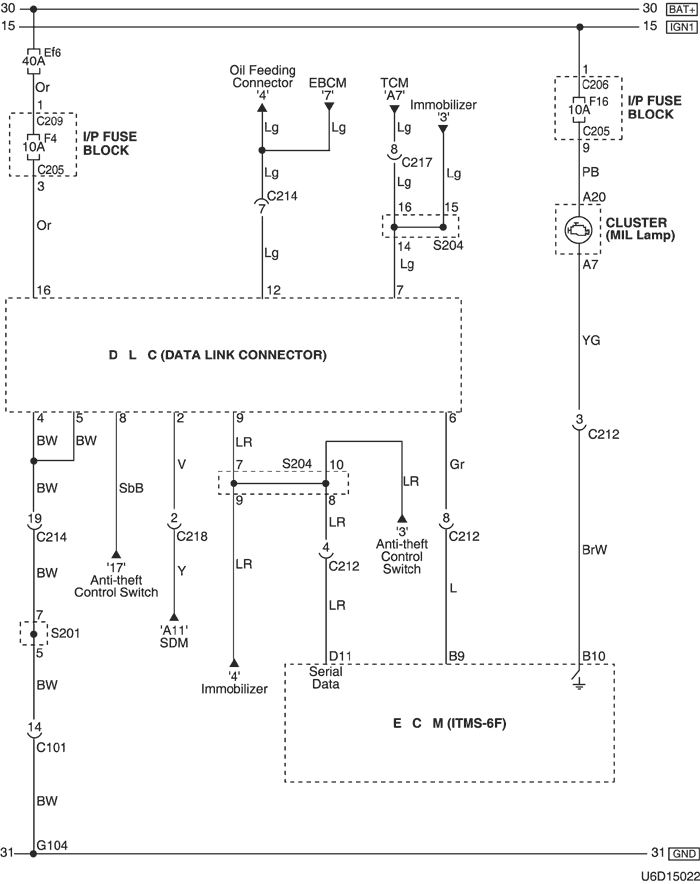 30 30 BAT+
15 15 IGN1
Ef6
40A
Or
1
C209
F4
10A
C205
I/P FUSE
BLOCK
3
Or
16
Oil Feeding
Connector
'4'
EBCM
'7'
Lg Lg
Lg
C214
7
Lg
12
TCM
'A7'
Immobilizer
'3'
Lg
8
C217
Lg Lg
16 15
S204
14
Lg
7
1
C206
F16
10A
C205
I/P FUSE
BLOCK
9
PB
A20
CLUSTER
(MIL Lamp)
A7
YG
3
C212
BrW
B10
D L C (DATA LINK CONNECTOR)
4 5 8 2 9 6
BW BW
BW
19
C214
BW
7
S201
5
BW
14
C101
BW
G104
SbB
'17'
Anti-theft
Control Switch
V
2
C218
Y
'A11'
SDM
LR
7 S204 10
9 8
LR
'4'
Immobilizer
LR
4
C212
LR
D11
Serial
Data
LR
'3'
Anti-theft
Control
Switch
Gr
8
C212
L
B9
E C M (ITMS-6F)
31 31 GND
U6D15022